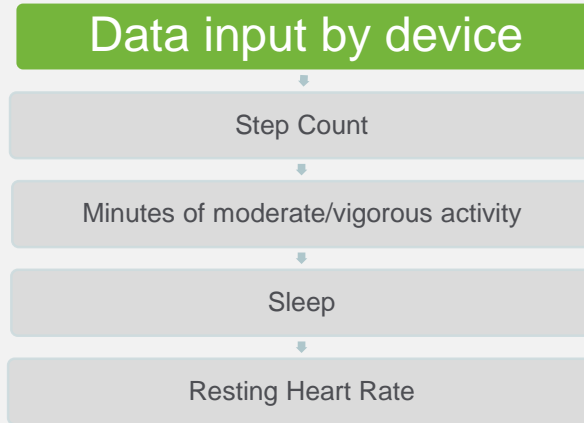 Data input by device
Step Count
Minutes of moderate/vigorous activity
Sleep
Resting Heart Rate